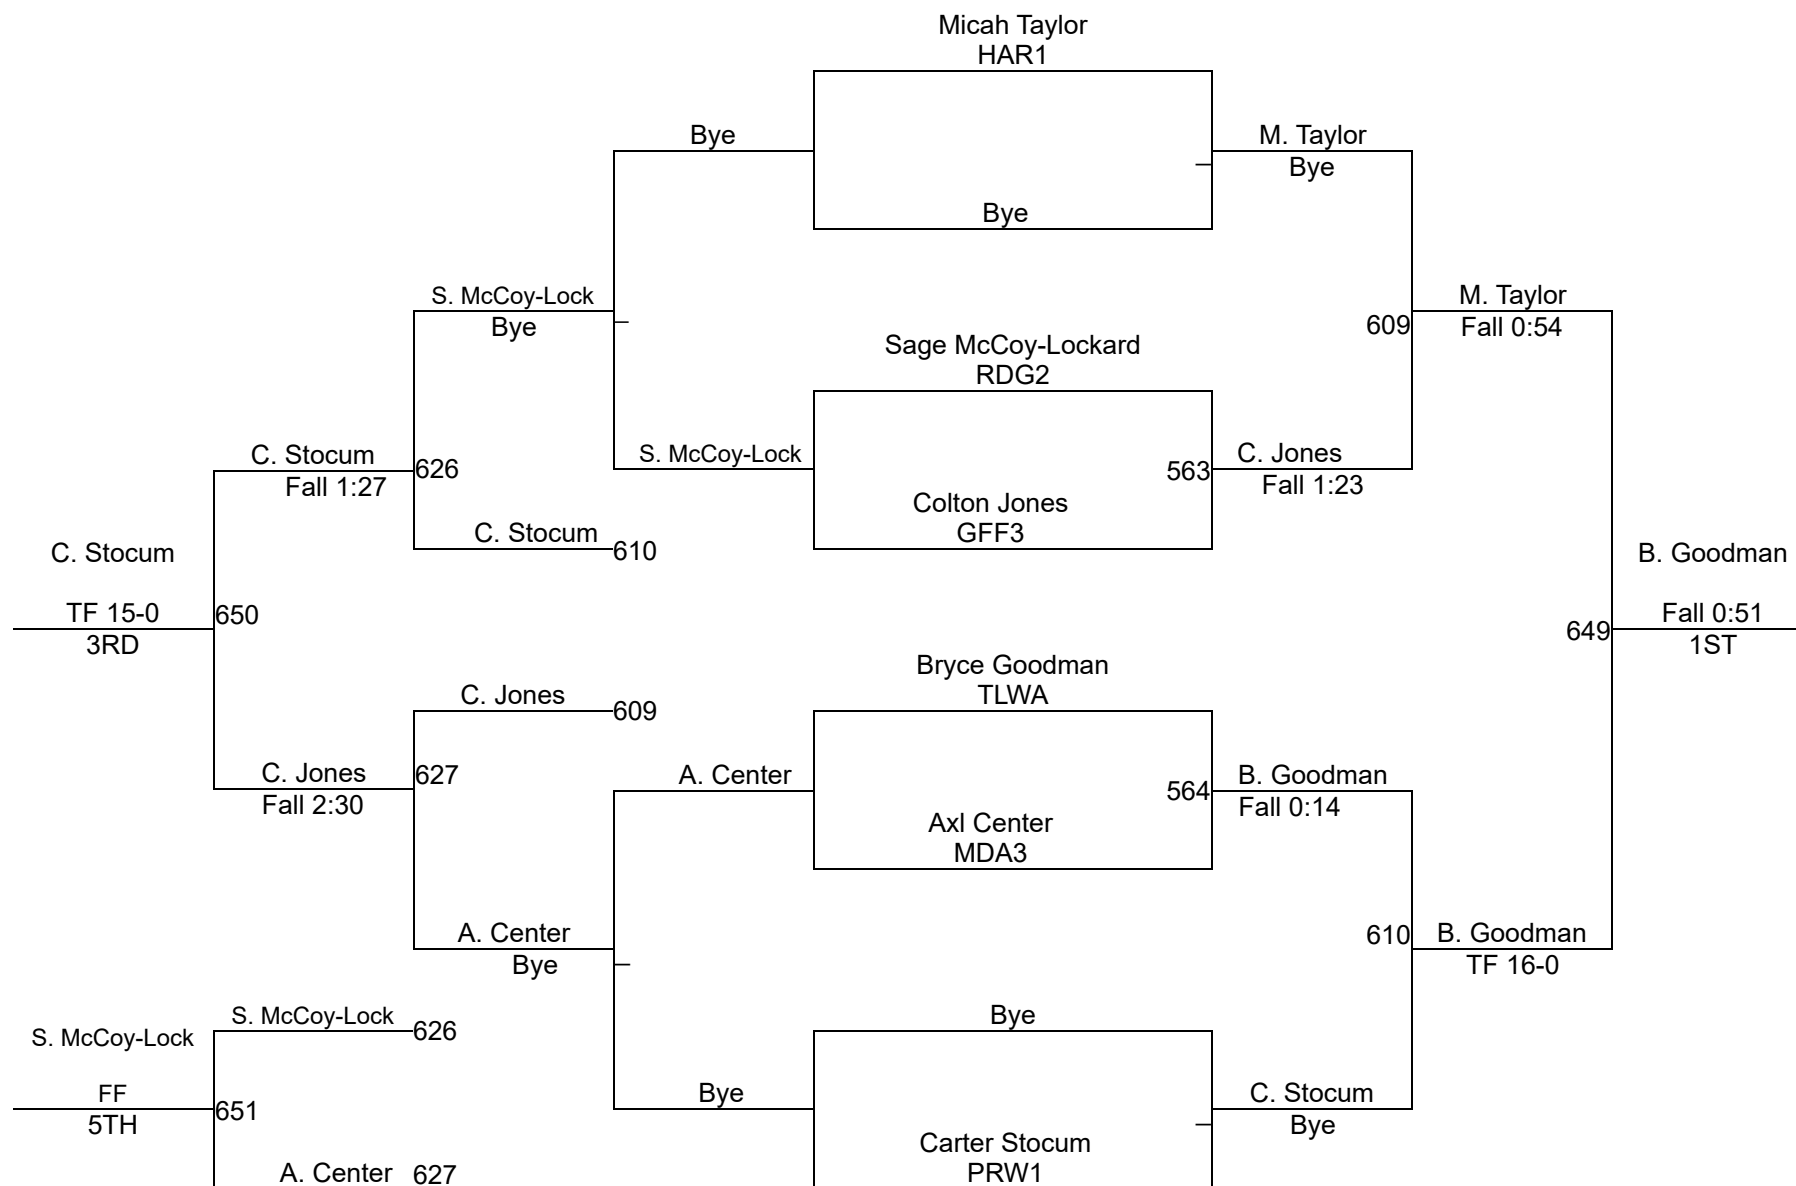 Micah Taylor
HAR1
Bye
M. Taylor
Bye
Bye
S. McCoy-Lock
Bye
M. Taylor
609
Fall 0:54
Sage McCoy-Lockard
RDG2
C. Stocum
626
Fall 1:27
S. McCoy-Lock
563
C. Jones
Fall 1:23
Colton Jones
GFF3
C. Stocum
610
C. Stocum
TF 15-0
650
3RD
B. Goodman
Fall 0:51
649
1ST
Bryce Goodman
TLWA
C. Jones
609
C. Jones
627
Fall 2:30
A. Center
564
B. Goodman
Fall 0:14
Axl Center
MDA3
A. Center
Bye
610
B. Goodman
TF 16-0
S. McCoy-Lock
626
S. McCoy-Lock
FF
651
5TH
Bye
Bye
C. Stocum
Bye
Carter Stocum
PRW1
A. Center
627